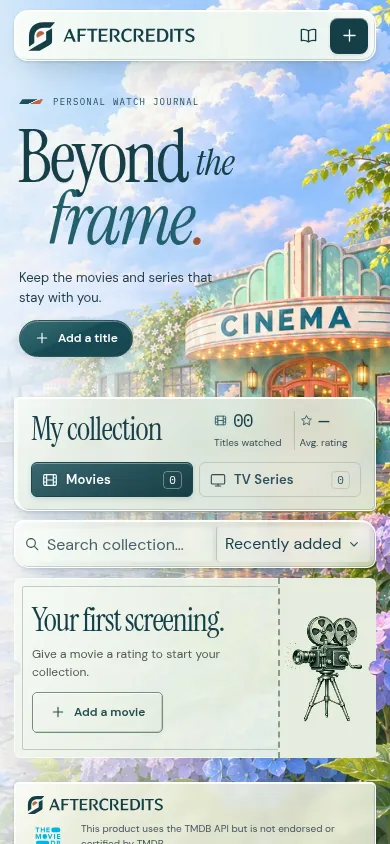 AFTERCREDITS
PERSONAL WATCH JOURNAL
Beyond the
frame.
Keep the movies and series that
stay with you.
Add a title
CINEMA
My collection
00
Titles watched
–
Avg. rating
Movies 0
TV Series 0
Search collection...
Recently added
Your first screening.
Give a movie a rating to start your
collection.
Add a movie
AFTERCREDITS
THE
MOVIE
DB
This product uses the TMDB API but is not endorsed or
certified by TMDB.